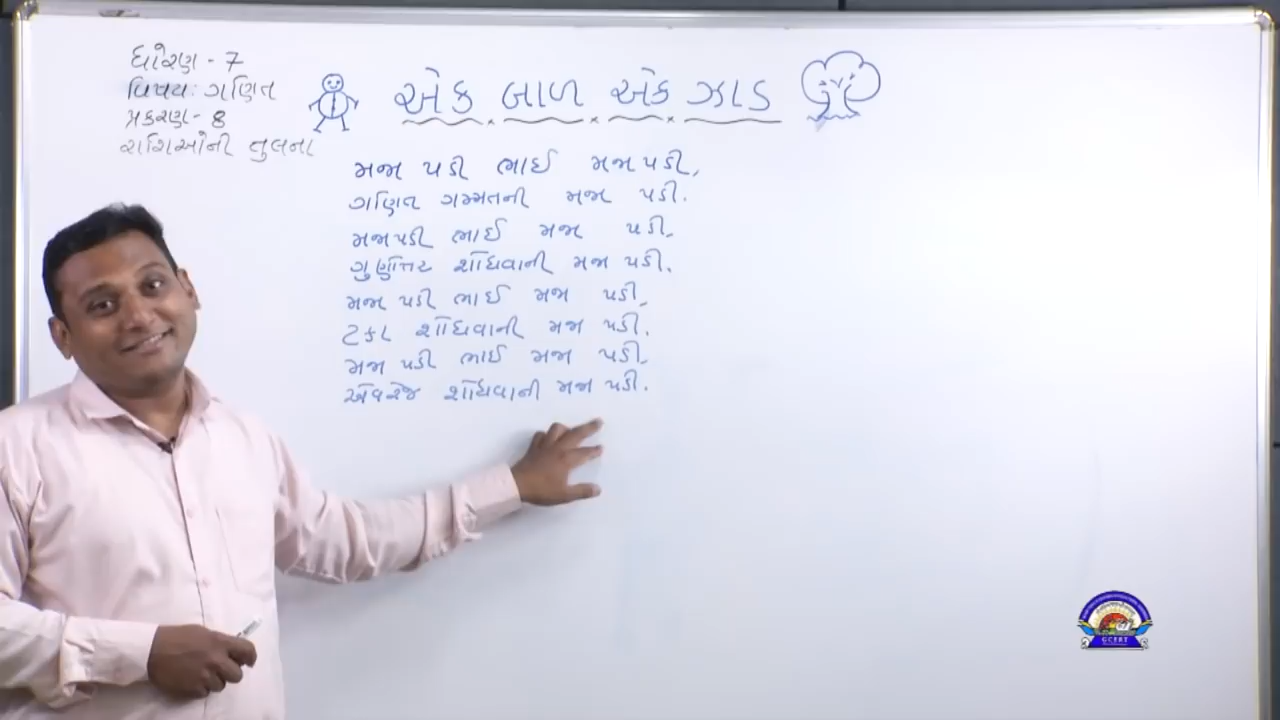 ધોરણ - 7
વિષય: ગણિત
પ્રકરણ - 8
રાશિઓની તુલના
એક બાળ એક ઝાડ
મજા પડી ભાઈ મજા પડી,
ગણિત ગમ્મતની મજા પડી.
મજા પડી ભાઈ મજા પડી,
ગુણોત્તર શોધવાની મજા પડી.
મજા પડી ભાઈ મજા પડી,
ટકા શોધવાની મજા પડી.
મજા પડી ભાઈ મજા પડી,
એવરેજ શોધવાની મજા પડી.
GCERT